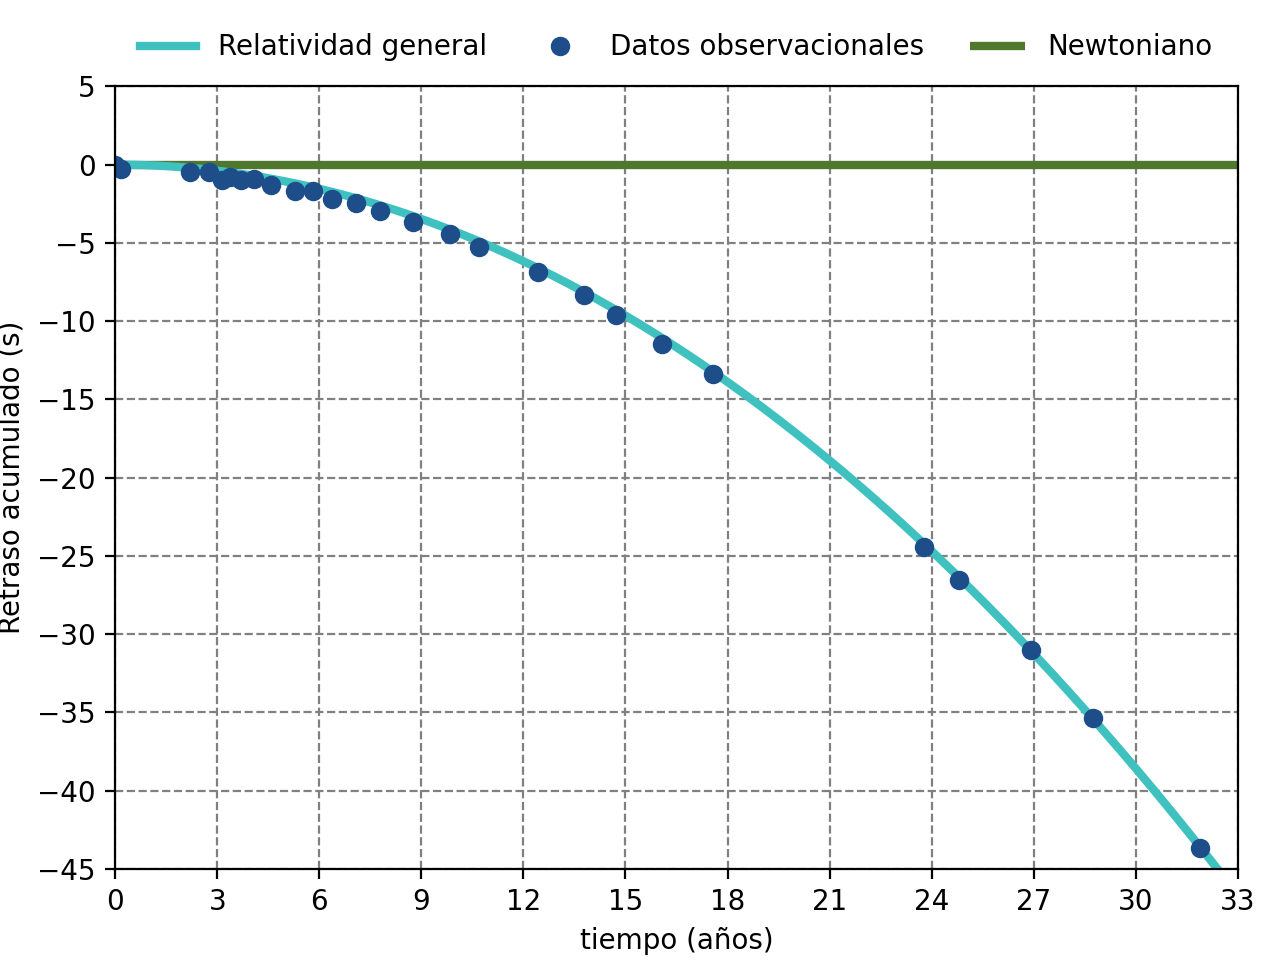 Relatividad general Datos observacionales Newtoniano
5
0
−5
−10
−15
−20
−25
−30
−35
−40
−45
Retraso acumulado (s)
0 3 6 9 12 15 18 21 24 27 30 33
tiempo (años)